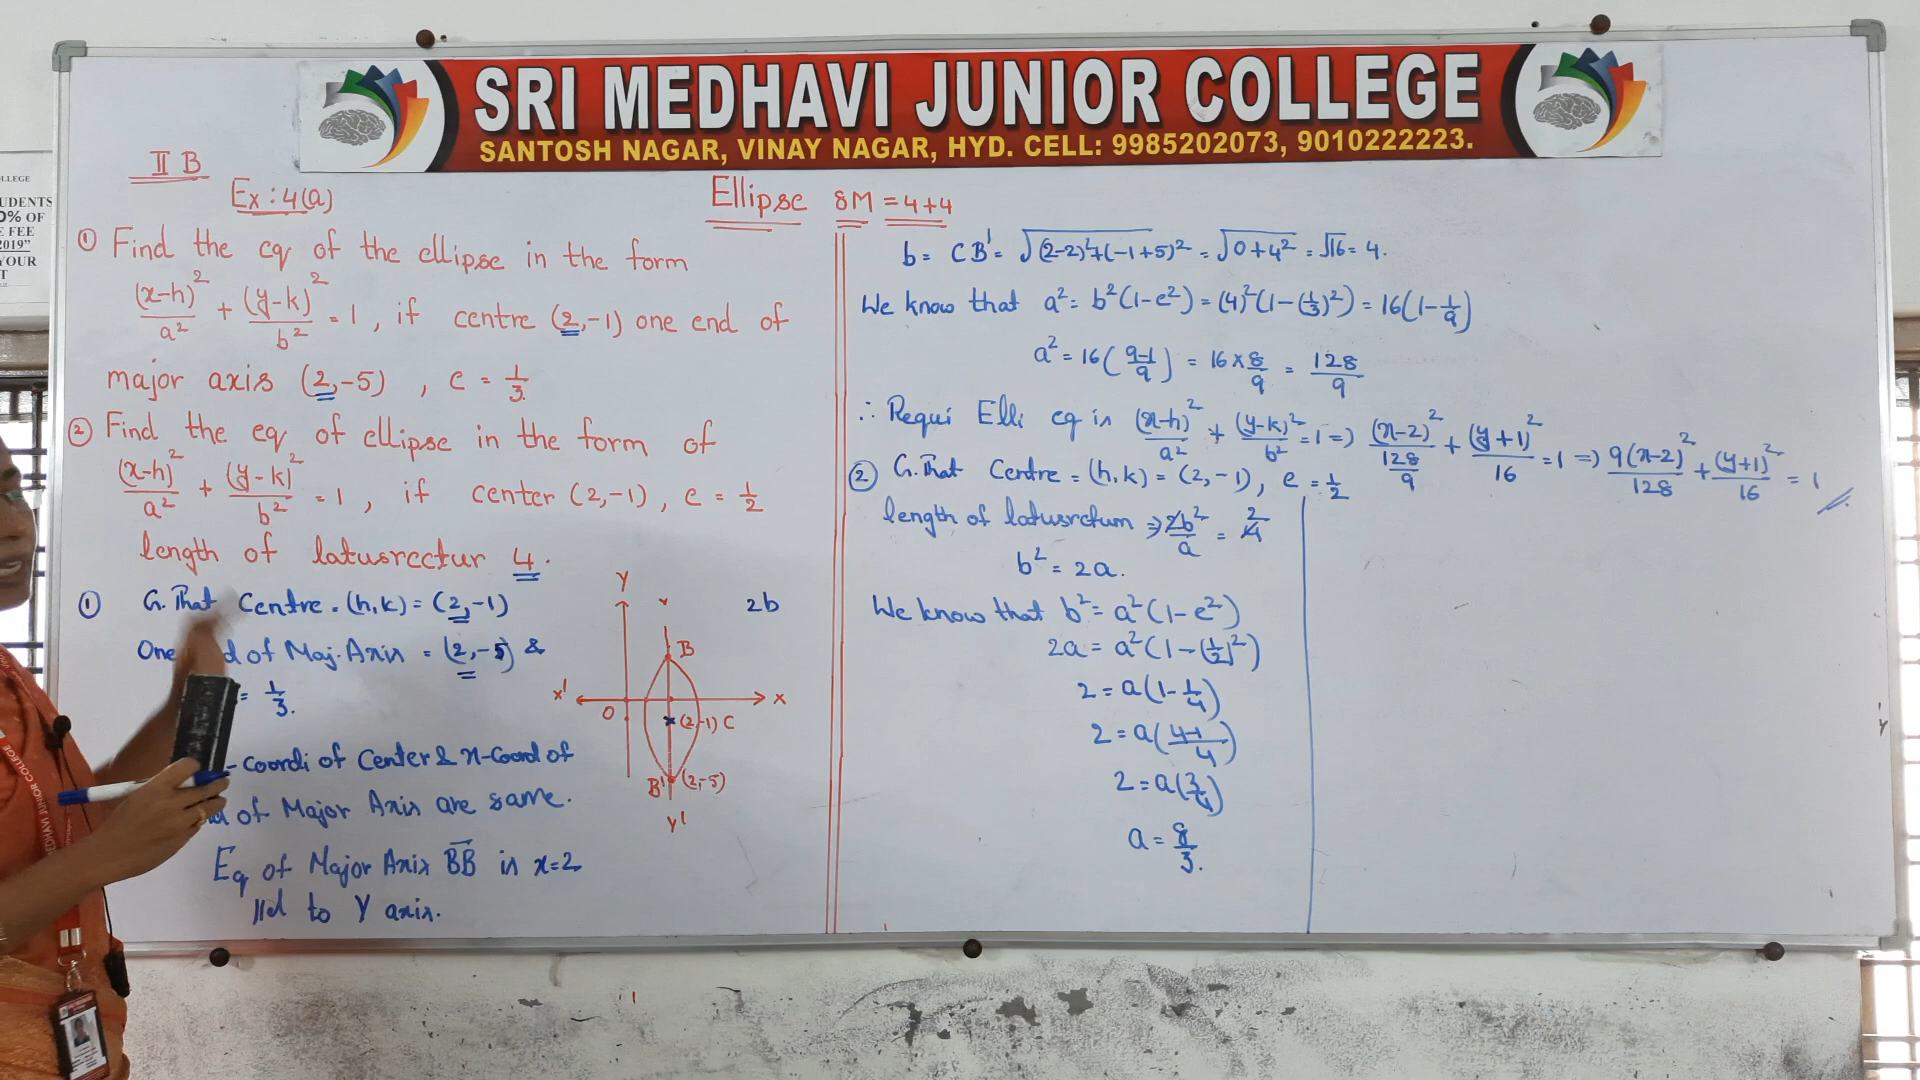 SRI MEDHAVI JUNIOR COLLEGE
SANTOSH NAGAR, VINAY NAGAR, HYD. CELL: 9985202073, 9010222223.
II B
Ex : 4(a)
Ellipse 8M = 4+4
① Find the eq of the ellipse in the form
(x-h)²/a² + (y-k)²/b² = 1, if centre (2,-1) one end of
major axis (2,-5), e = 1/3.
② Find the eq of ellipse in the form of
(x-h)²/a² + (y-k)²/b² = 1, if center (2,-1), e = 1/2
length of latusrectur 4.
① G. That Centre = (h,k) = (2,-1)
One d of Maj. Axis = (2,-5) &
= 1/3.
-coordi of Center & x-coord of
of Major Axis are same.
Eq of Major Axis BB is x=2
||el to Y axis.
Y
B
2b
x' O x
(2,-1) C
B' (2,-5)
Y'
b = CB' = √(2-2)²+(-1+5)² = √0+4² = √16 = 4.
We know that a² = b²(1-e²) = (4)²(1-(1/3)²) = 16(1-1/9)
a² = 16(9-1/9) = 16×8/9 = 128/9
∴ Requi Elli eq is (x-h)²/a² + (y-k)²/b² = 1 => (x-2)²/128/9 + (y+1)²/16 = 1 => 9(x-2)²/128 + (y+1)²/16 = 1
② G. That Centre = (h,k) = (2,-1), e = 1/2
length of latusrctum => 2b²/a = 4 2
b² = 2a.
We know that b² = a²(1-e²)
2a = a²(1-(1/2)²)
2 = a(1-1/4)
2 = a(4-1/4)
2 = a(3/4)
a = 8/3.
LLEGE
UDENTS
0% OF
E FEE
2019"
YOUR
T